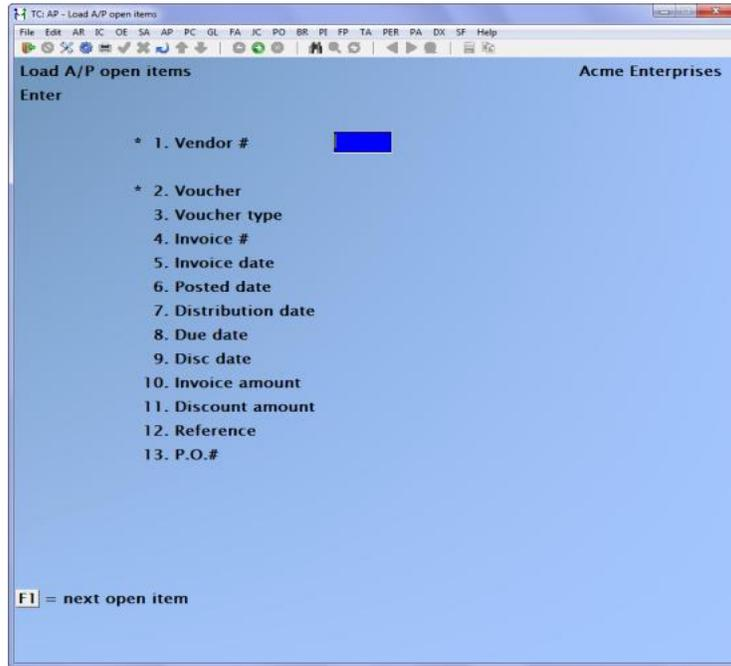 TC: AP - Load A/P open items
File Edit AR IC OE SA AP PC GL FA JC PO BR PI FP TA PER PA DX SF Help
Load A/P open items Acme Enterprises
Enter
* 1. Vendor #
* 2. Voucher
3. Voucher type
4. Invoice #
5. Invoice date
6. Posted date
7. Distribution date
8. Due date
9. Disc date
10. Invoice amount
11. Discount amount
12. Reference
13. P.O.#
F1 = next open item